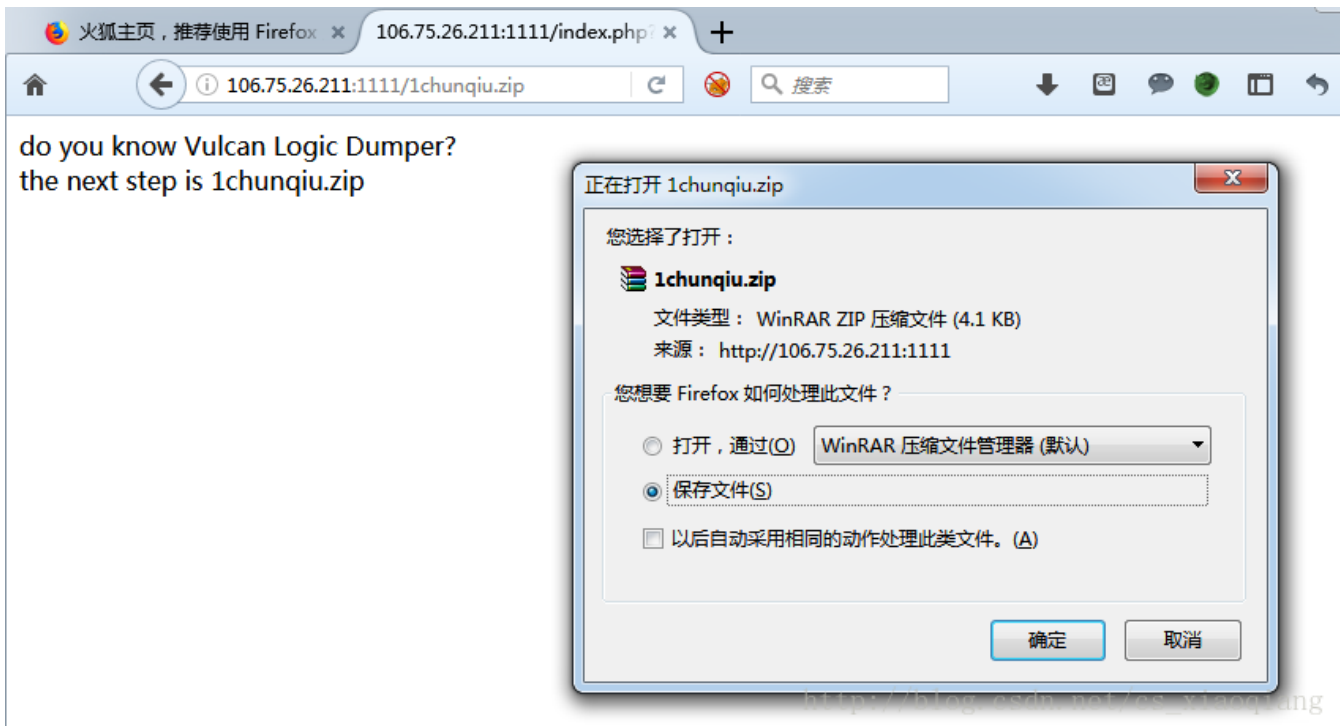 火狐主页，推荐使用 Firefox
106.75.26.211:1111/index.php?
106.75.26.211:1111/1chunqiu.zip
搜索
do you know Vulcan Logic Dumper?
the next step is 1chunqiu.zip
正在打开 1chunqiu.zip
您选择了打开：
1chunqiu.zip
文件类型： WinRAR ZIP 压缩文件 (4.1 KB)
来源： http://106.75.26.211:1111
您想要 Firefox 如何处理此文件？
打开，通过(O) WinRAR 压缩文件管理器 (默认)
保存文件(S)
以后自动采用相同的动作处理此类文件。(A)
确定 取消
http://blog.csdn.net/cs_xiaoqiang